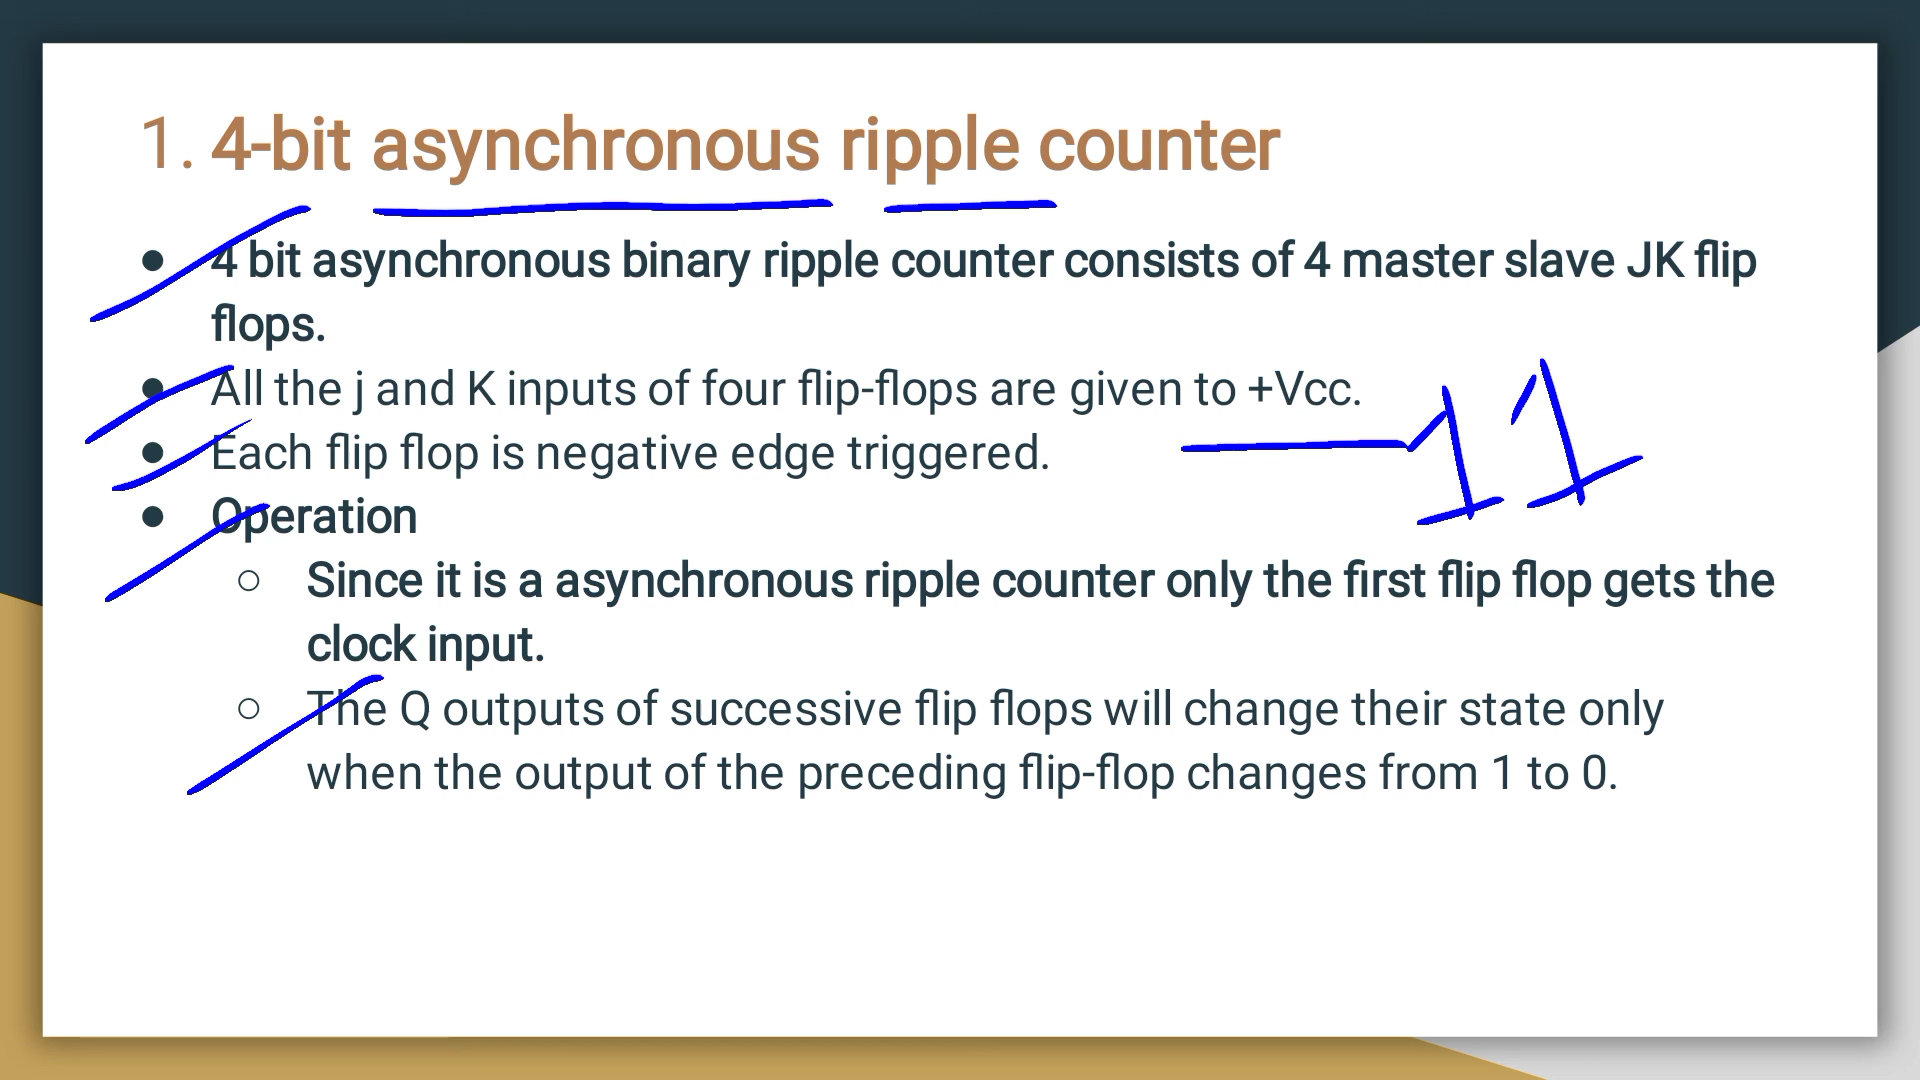 1. 4-bit asynchronous ripple counter
● 4 bit asynchronous binary ripple counter consists of 4 master slave JK flip
flops.
● All the j and K inputs of four flip-flops are given to +Vcc.
1 1
● Each flip flop is negative edge triggered.
● Operation
○ Since it is a asynchronous ripple counter only the first flip flop gets the
clock input.
○ The Q outputs of successive flip flops will change their state only
when the output of the preceding flip-flop changes from 1 to 0.